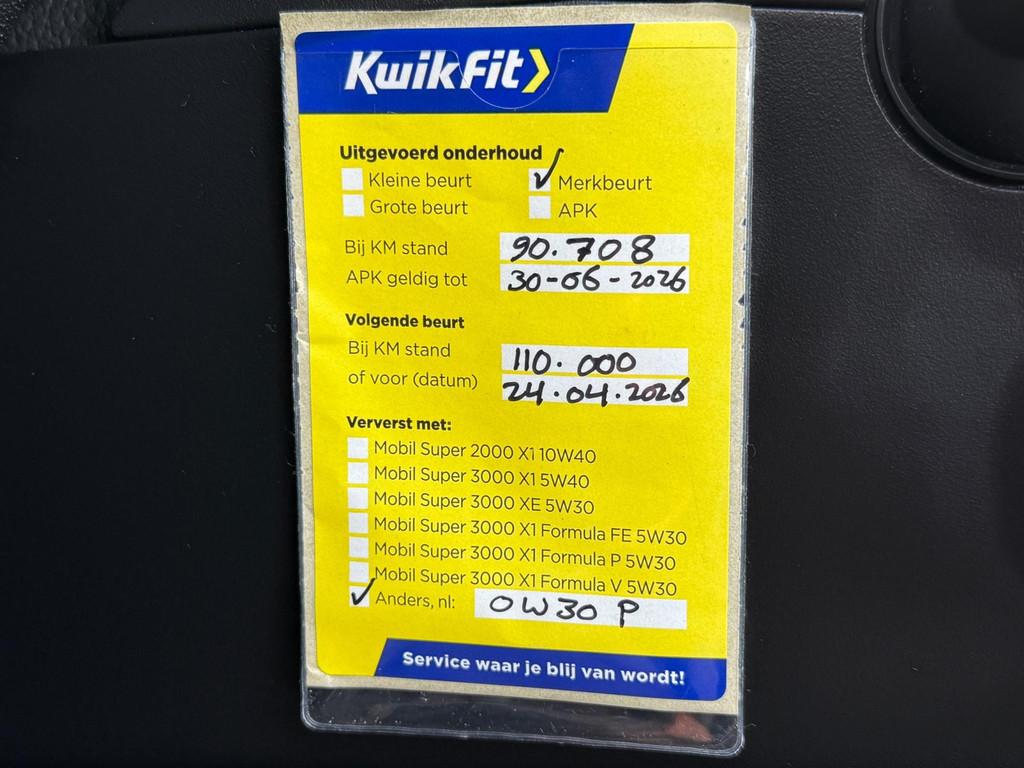 KwikFit
Uitgevoerd onderhoud
Kleine beurt ✓ Merkbeurt
Grote beurt APK
Bij KM stand 90.708
APK geldig tot 30-06-2026
Volgende beurt
Bij KM stand 110.000
of voor (datum) 24.04.2026
Ververst met:
Mobil Super 2000 X1 10W40
Mobil Super 3000 X1 5W40
Mobil Super 3000 XE 5W30
Mobil Super 3000 X1 Formula FE 5W30
Mobil Super 3000 X1 Formula P 5W30
Mobil Super 3000 X1 Formula V 5W30
✓ Anders, nl: 0W30 P
Service waar je blij van wordt!